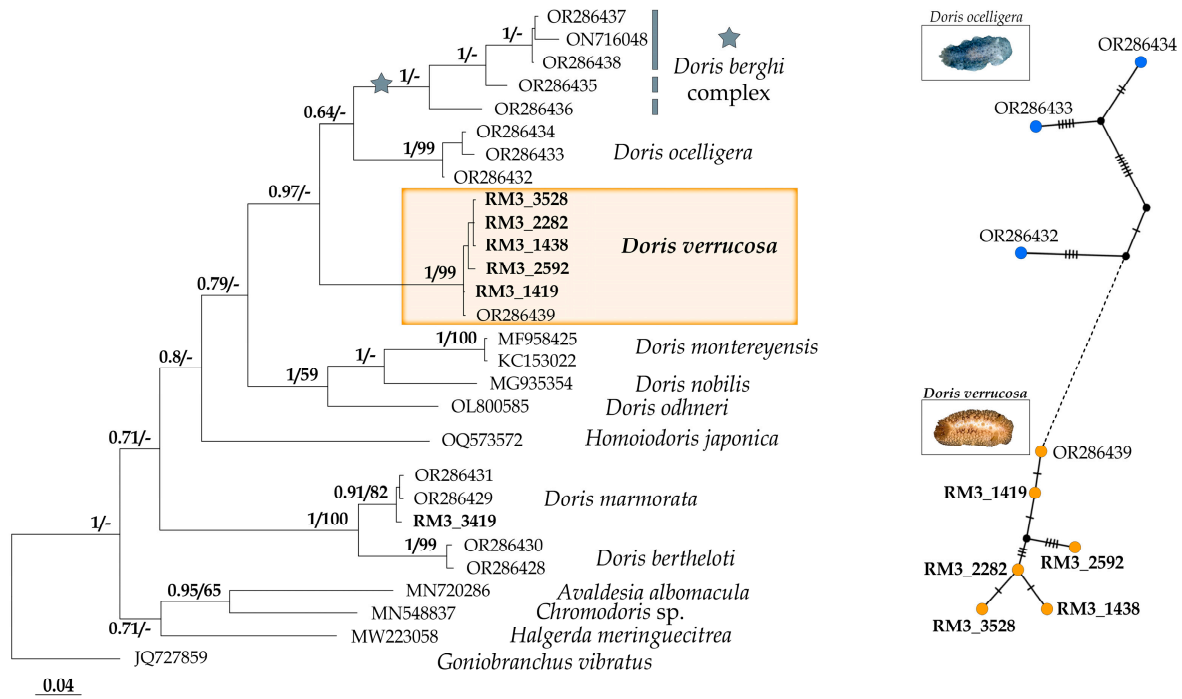 OR286437
ON716048
OR286438
OR286435
OR286436
1/-
1/-
1/-
Doris berghi
complex
0.64/-
OR286434
OR286433
OR286432
1/99
Doris ocelligera
0.97/-
RM3_3528
RM3_2282
RM3_1438
RM3_2592
RM3_1419
OR286439
1/99
Doris verrucosa
0.79/-
MF958425
KC153022
1/100
Doris montereyensis
1/-
MG935354
Doris nobilis
1/59
OL800585
Doris odhneri
0.8/-
OQ573572
Homoiodoris japonica
0.71/-
OR286431
OR286429
RM3_3419
0.91/82
Doris marmorata
1/100
OR286430
OR286428
1/99
Doris bertheloti
1/-
MN720286
Avaldesia albomacula
0.95/65
MN548837
Chromodoris sp.
0.71/-
MW223058
Halgerda meringuecitrea
JQ727859
Goniobranchus vibratus
0.04
Doris ocelligera
OR286434
OR286433
OR286432
Doris verrucosa
OR286439
RM3_1419
RM3_2592
RM3_2282
RM3_1438
RM3_3528